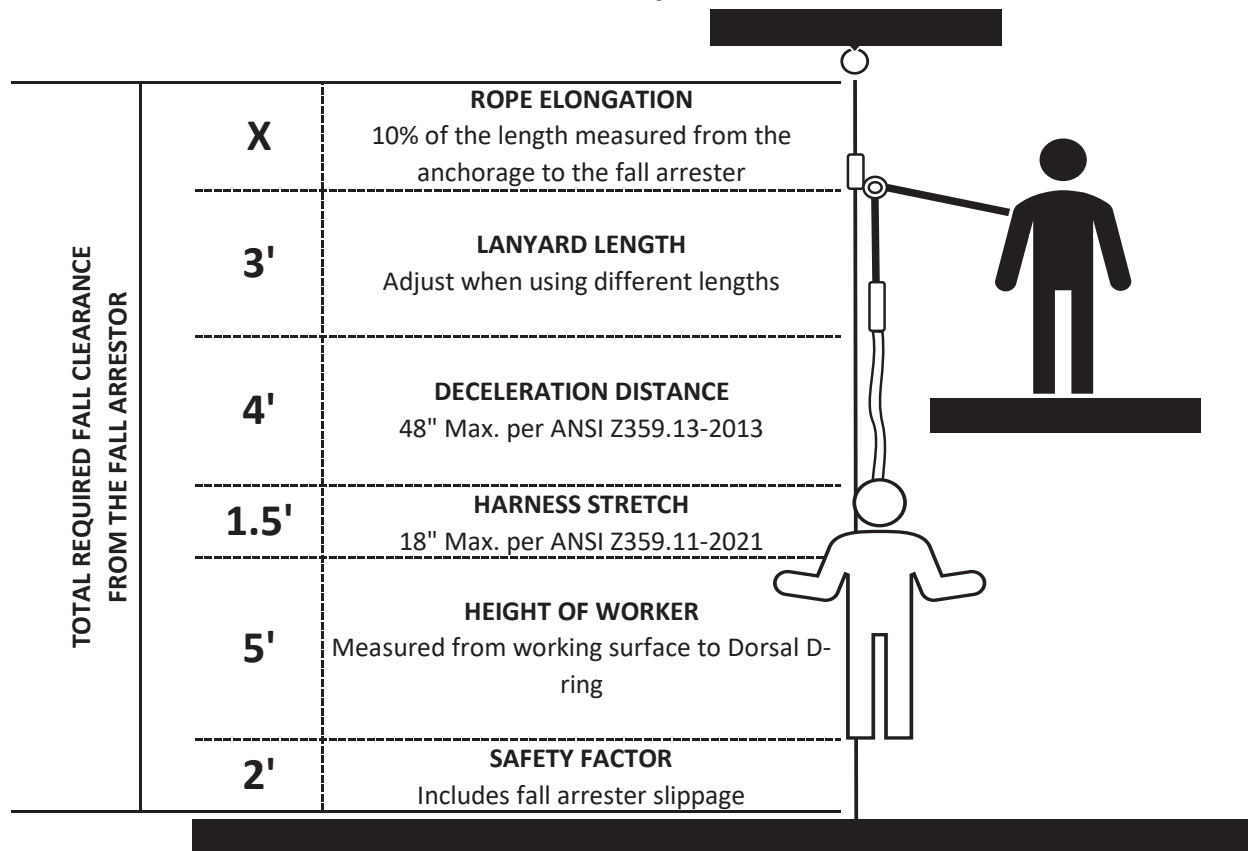 TOTAL REQUIRED FALL CLEARANCE
FROM THE FALL ARRESTOR
X
ROPE ELONGATION
10% of the length measured from the
anchorage to the fall arrester
3'
LANYARD LENGTH
Adjust when using different lengths
4'
DECELERATION DISTANCE
48" Max. per ANSI Z359.13-2013
1.5'
HARNESS STRETCH
18" Max. per ANSI Z359.11-2021
5'
HEIGHT OF WORKER
Measured from working surface to Dorsal D-
ring
2'
SAFETY FACTOR
Includes fall arrester slippage